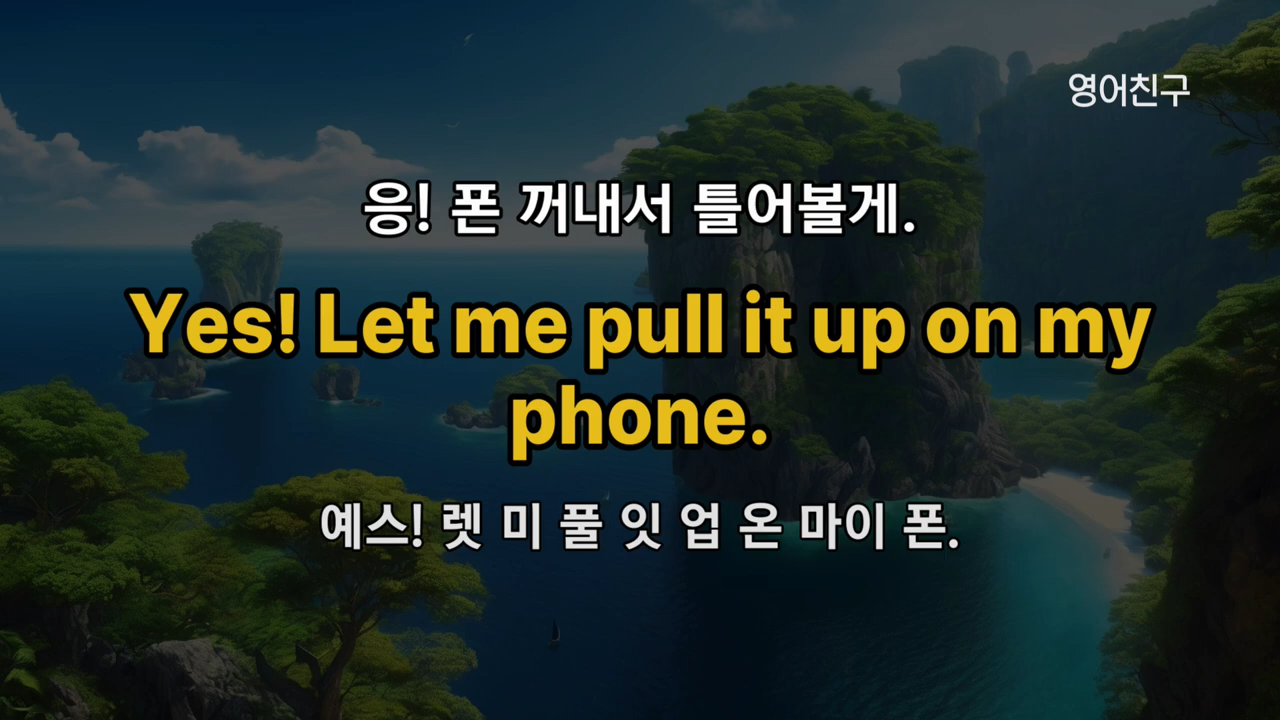 영어친구
응! 폰 꺼내서 틀어볼게.
Yes! Let me pull it up on my
phone.
예스! 렛 미 풀 잇 업 온 마이 폰.